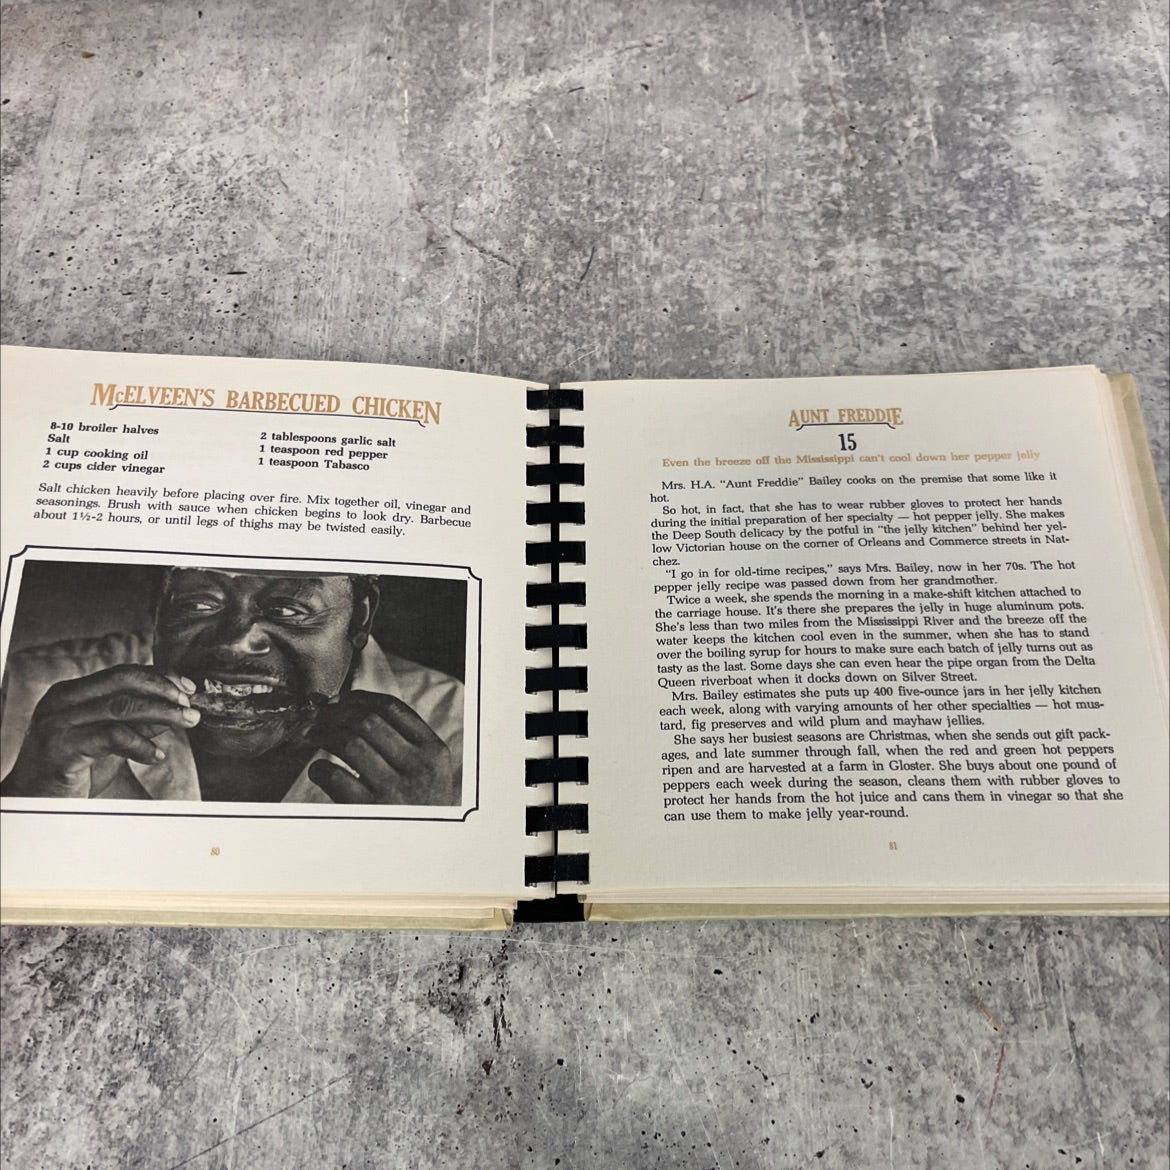 McELVEEN'S BARBECUED CHICKEN
8-10 broiler halves
Salt
1 cup cooking oil
2 cups cider vinegar
2 tablespoons garlic salt
1 teaspoon red pepper
1 teaspoon Tabasco
Salt chicken heavily before placing over fire. Mix together oil, vinegar and
seasonings. Brush with sauce when chicken begins to look dry. Barbecue
about 1½-2 hours, or until legs of thighs may be twisted easily.
80
AUNT FREDDIE
15
Even the breeze off the Mississippi can't cool down her pepper jelly
Mrs. H.A. “Aunt Freddie” Bailey cooks on the premise that some like it
hot.
So hot, in fact, that she has to wear rubber gloves to protect her hands
during the initial preparation of her specialty — hot pepper jelly. She makes
the Deep South delicacy by the potful in “the jelly kitchen” behind her yel-
low Victorian house on the corner of Orleans and Commerce streets in Nat-
chez.
“I go in for old-time recipes,” says Mrs. Bailey, now in her 70s. The hot
pepper jelly recipe was passed down from her grandmother.
Twice a week, she spends the morning in a make-shift kitchen attached to
the carriage house. It's there she prepares the jelly in huge aluminum pots.
She's less than two miles from the Mississippi River and the breeze off the
water keeps the kitchen cool even in the summer, when she has to stand
over the boiling syrup for hours to make sure each batch of jelly turns out as
tasty as the last. Some days she can even hear the pipe organ from the Delta
Queen riverboat when it docks down on Silver Street.
Mrs. Bailey estimates she puts up 400 five-ounce jars in her jelly kitchen
each week, along with varying amounts of her other specialties — hot mus-
tard, fig preserves and wild plum and mayhaw jellies.
She says her busiest seasons are Christmas, when she sends out gift pack-
ages, and late summer through fall, when the red and green hot peppers
ripen and are harvested at a farm in Gloster. She buys about one pound of
peppers each week during the season, cleans them with rubber gloves to
protect her hands from the hot juice and cans them in vinegar so that she
can use them to make jelly year-round.
81